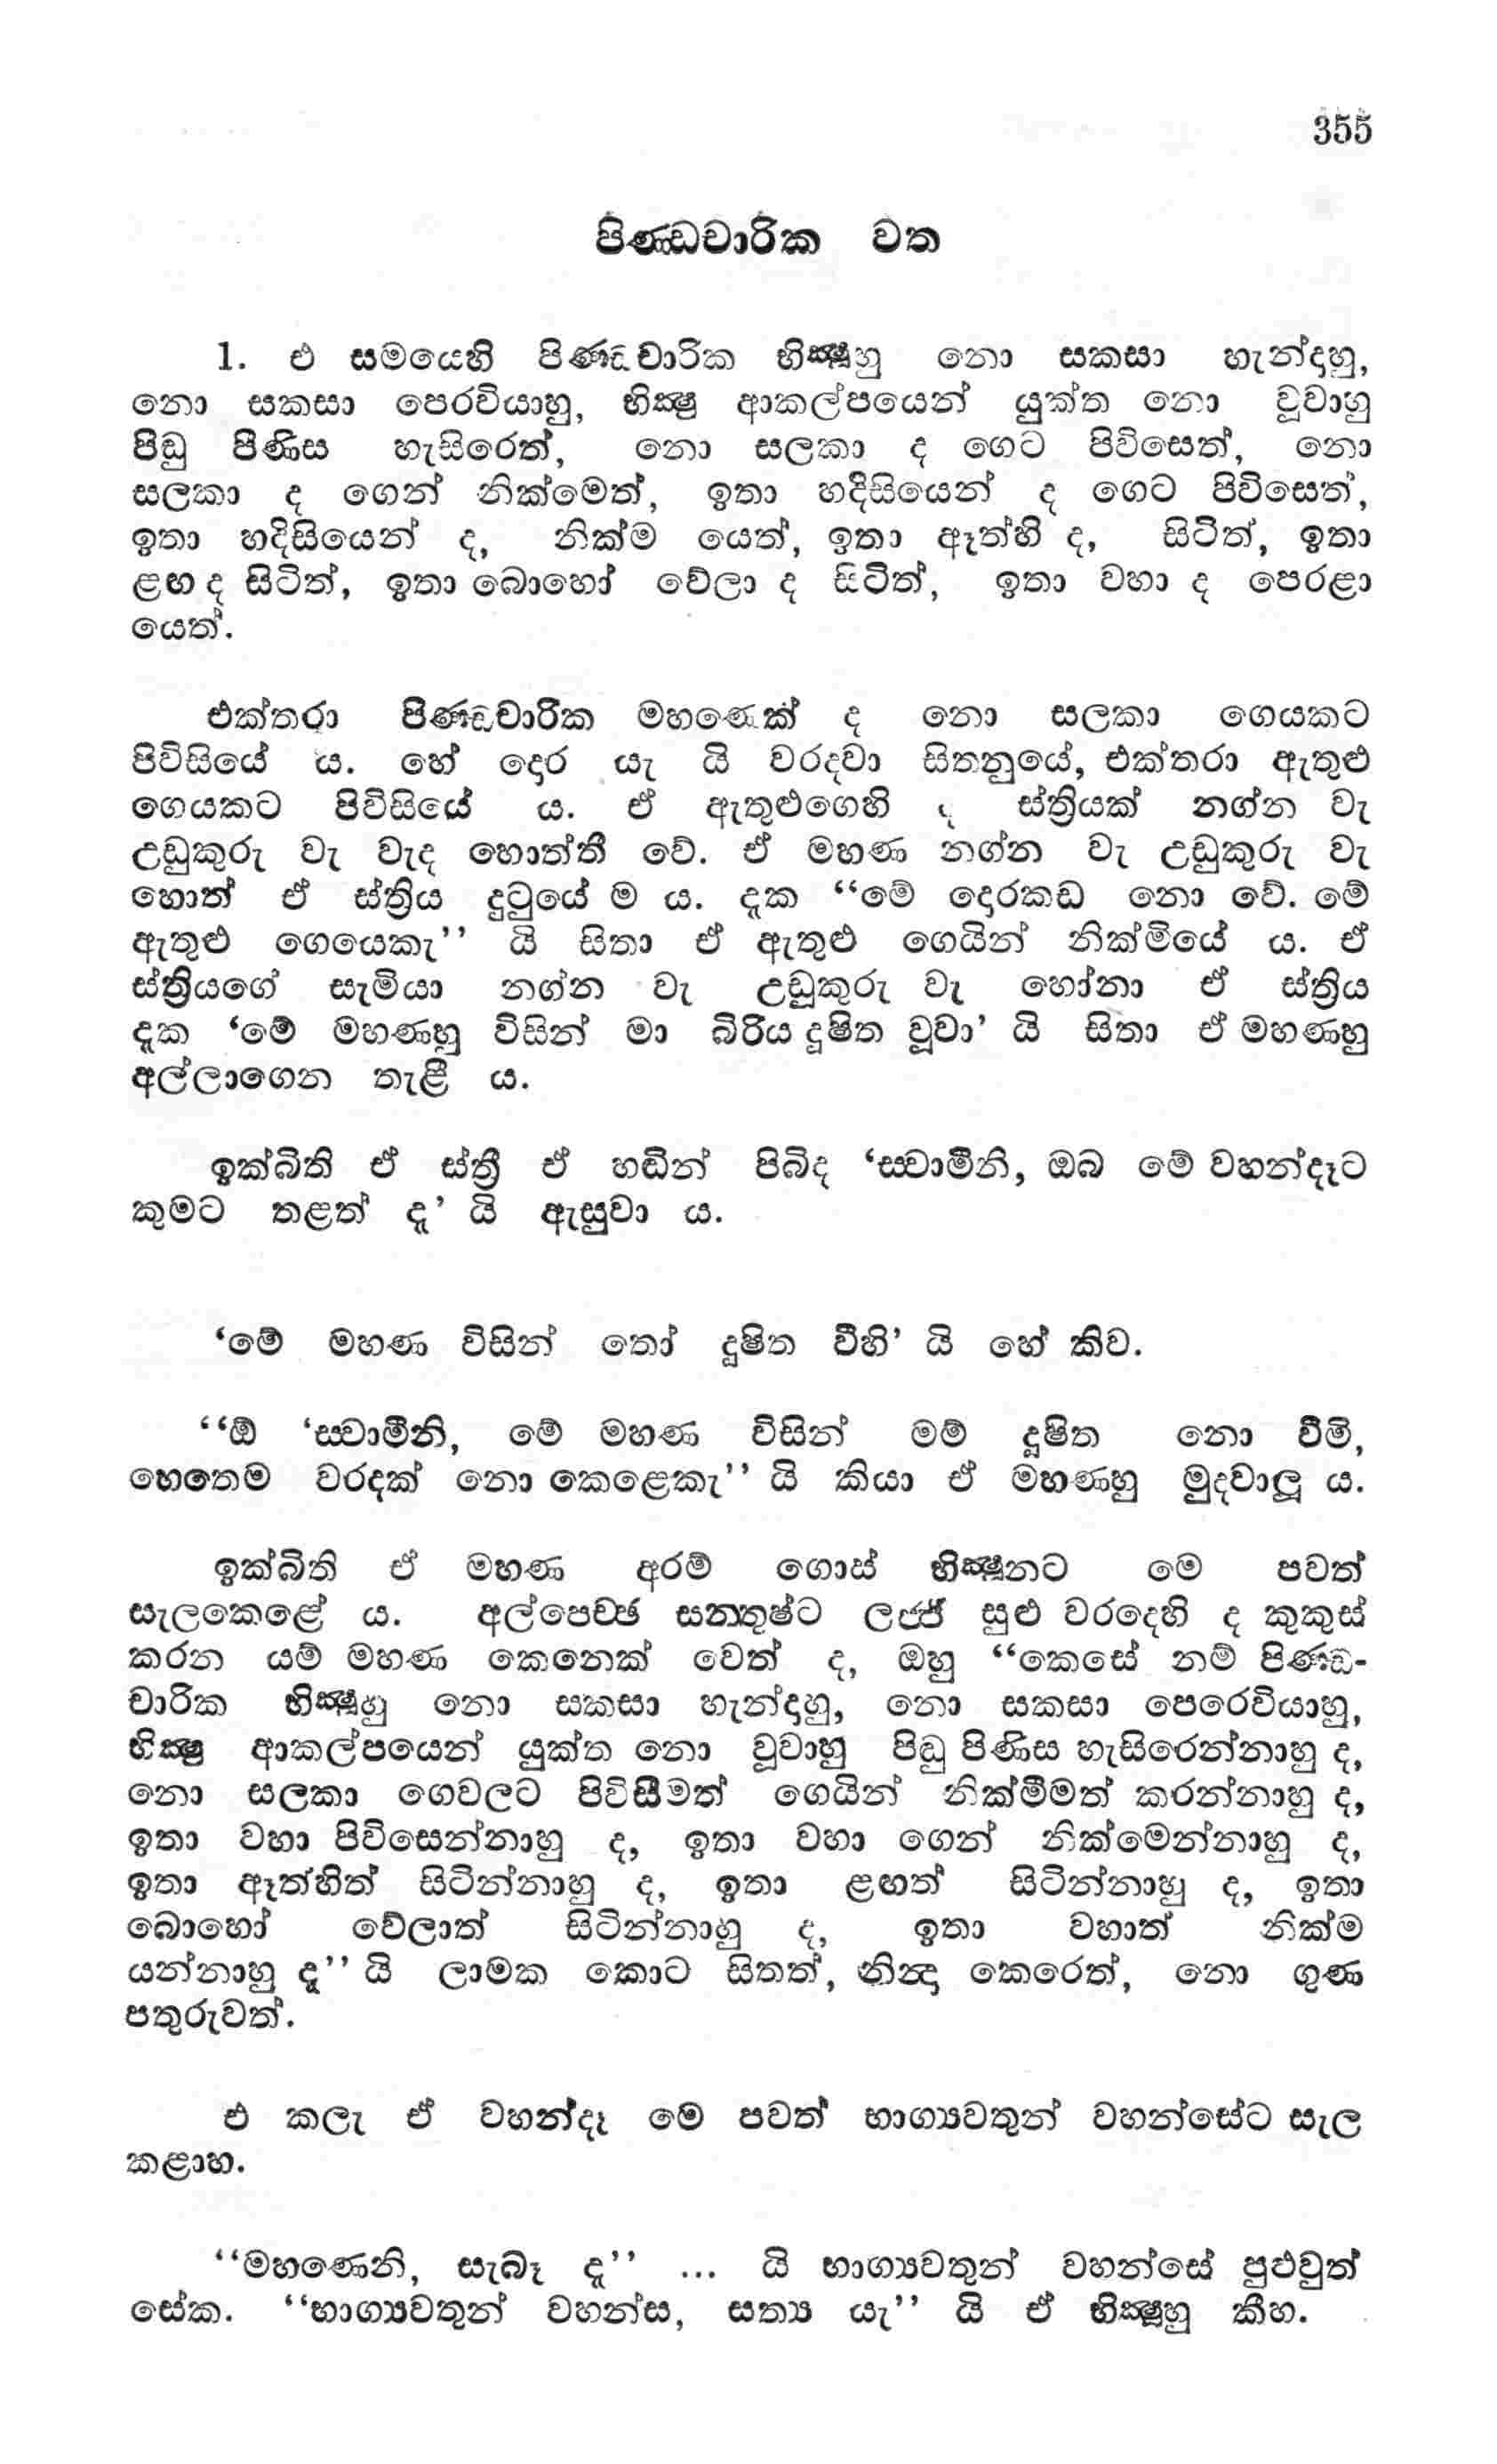 355
පිණ්ඩචාරික වත
1. එ සමයෙහි පිණ්ඩචාරික භික්‍ෂූහු නො සකසා හැන්දාහු,
නො සකසා පෙරවියාහු, භික්‍ෂු ආකල්පයෙන් යුක්ත නො වූවාහු
පිඬු පිණිස හැසිරෙත්, නො සලකා ද ගෙට පිවිසෙත්, නො
සලකා ද ගෙන් නික්මෙත්, ඉතා හදිසියෙන් ද ගෙට පිවිසෙත්,
ඉතා හදිසියෙන් ද, නික්ම යෙත්, ඉතා ඈත්හි ද, සිටිත්, ඉතා
ළඟ ද සිටිත්, ඉතා බොහෝ වේලා ද සිටිත්, ඉතා වහා ද පෙරළා
යෙත්.
එක්තරා පිණ්ඩචාරික මහණෙක් ද නො සලකා ගෙයකට
පිවිසියේ ය. හේ දොර යැ යි වරදවා සිතනුයේ, එක්තරා ඇතුළු
ගෙයකට පිවිසියේ ය. ඒ ඇතුළුගෙහි ද ස්ත්‍රියක් නග්න වැ
උඩුකුරු වැ වැද හොත්තී වේ. ඒ මහණ නග්න වැ උඩුකුරු වැ
හොත් ඒ ස්ත්‍රිය දුටුයේ ම ය. දැක “මේ දොරකඩ නො වේ. මේ
ඇතුළු ගෙයෙකැ’’ යි සිතා ඒ ඇතුළු ගෙයින් නික්මියේ ය. ඒ
ස්ත්‍රියගේ සැමියා නග්න වැ උඩුකුරු වැ හෝනා ඒ ස්ත්‍රිය
දැක ‘මේ මහණහු විසින් මා බිරිය දූෂිත වූවා’ යි සිතා ඒ මහණහු
අල්ලාගෙන තැළී ය.
ඉක්බිති ඒ ස්ත්‍රී ඒ හඬින් පිබිද ‘ස්වාමීනි, ඔබ මේ වහන්දෑට
කුමට තළත් දැ’ යි ඇසුවා ය.
‘මේ මහණ විසින් තෝ දූෂිත වීහි’ යි හේ කිව.
‘‘ඕ ‘ස්වාමීනි, මේ මහණ විසින් මම් දූෂිත නො වීමි,
හෙතෙම වරදක් නො කෙළෙකැ’’ යි කියා ඒ මහණහු මුදවාලූ ය.
ඉක්බිති ඒ මහණ අරම් ගොස් භික්‍ෂූනට මෙ පවත්
සැලකෙළේ ය. අල්පෙච්ඡ සන්තුෂ්ට ලජ්ජී සුළු වරදෙහි ද කුකුස්
කරන යම් මහණ කෙනෙක් වෙත් ද, ඔහු “කෙසේ නම් පිණ්ඩ-
චාරික භික්‍ෂූහු නො සකසා හැන්දාහු, නො සකසා පෙරෙවියාහු,
භික්‍ෂු ආකල්පයෙන් යුක්ත නො වූවාහු පිඬු පිණිස හැසිරෙන්නාහු ද,
නො සලකා ගෙවලට පිවිසීමත් ගෙයින් නික්මීමත් කරන්නාහු ද,
ඉතා වහා පිවිසෙන්නාහු ද, ඉතා වහා ගෙන් නික්මෙන්නාහු ද,
ඉතා ඈත්හිත් සිටින්නාහු ද, ඉතා ළඟත් සිටින්නාහු ද, ඉතා
බොහෝ වේලාත් සිටින්නාහු ද, ඉතා වහාත් නික්ම
යන්නාහු දැ’’ යි ලාමක කොට සිතත්, නින්දා කෙරෙත්, නො ගුණ
පතුරුවත්.
එ කලැ ඒ වහන්දෑ මෙ පවත් භාග්‍යවතුන් වහන්සේට සැල
කළාහ.
‘‘මහණෙනි, සැබෑ දැ’’ ... යි භාග්‍යවතුන් වහන්සේ පුළුවුත්
සේක. ‘‘භාග්‍යවතුන් වහන්ස, සත්‍ය යැ’’ යි ඒ භික්‍ෂූහු කීහ.